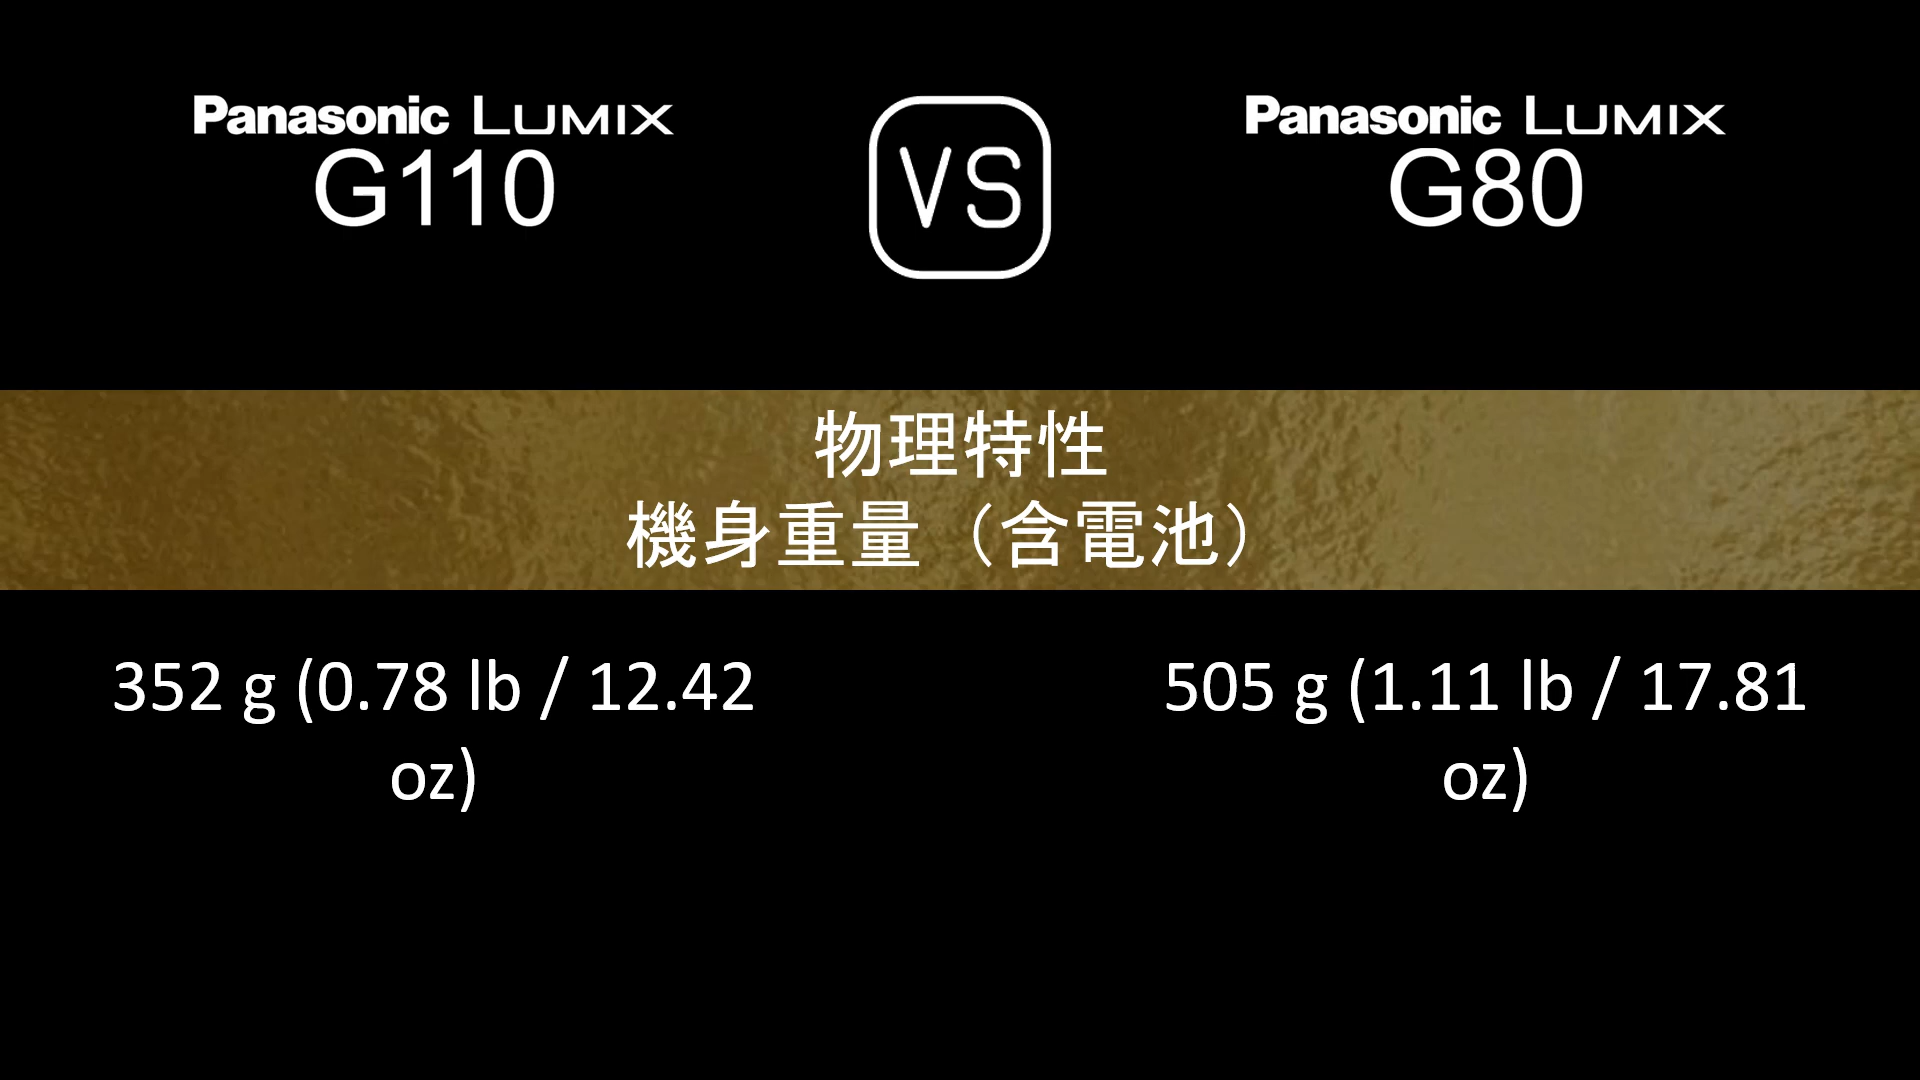 Panasonic LUMIX
G110
VS
Panasonic LUMIX
G80
物理特性
機身重量（含電池）
352 g (0.78 lb / 12.42
oz)
505 g (1.11 lb / 17.81
oz)